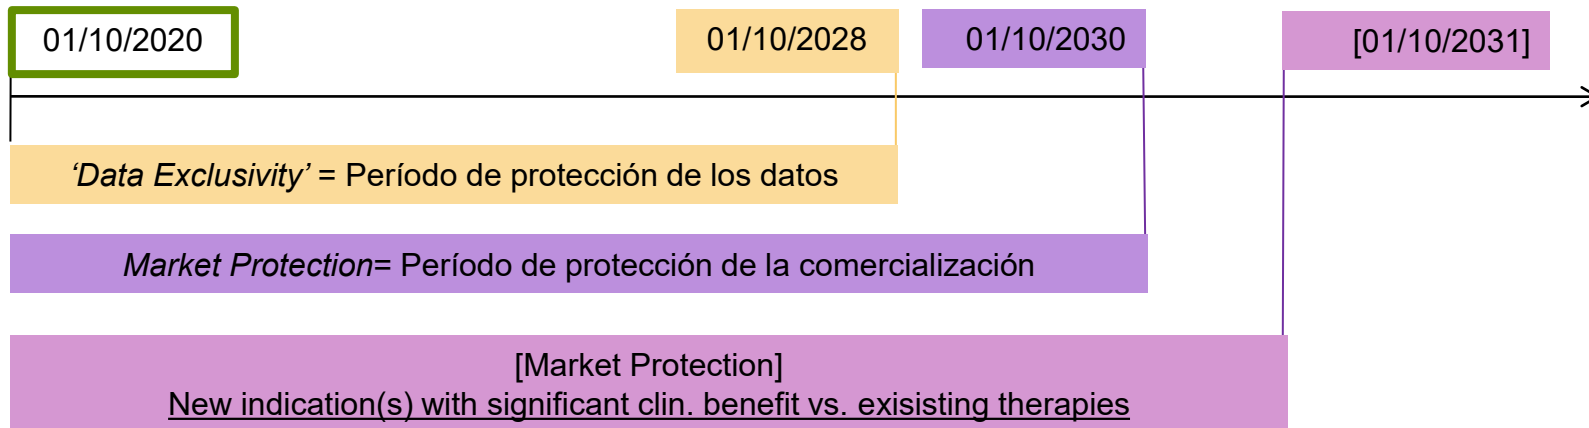 01/10/2020
01/10/2028
01/10/2030
[01/10/2031]
‘Data Exclusivity’ = Período de protección de los datos
Market Protection= Período de protección de la comercialización
[Market Protection]
New indication(s) with significant clin. benefit vs. exisisting therapies